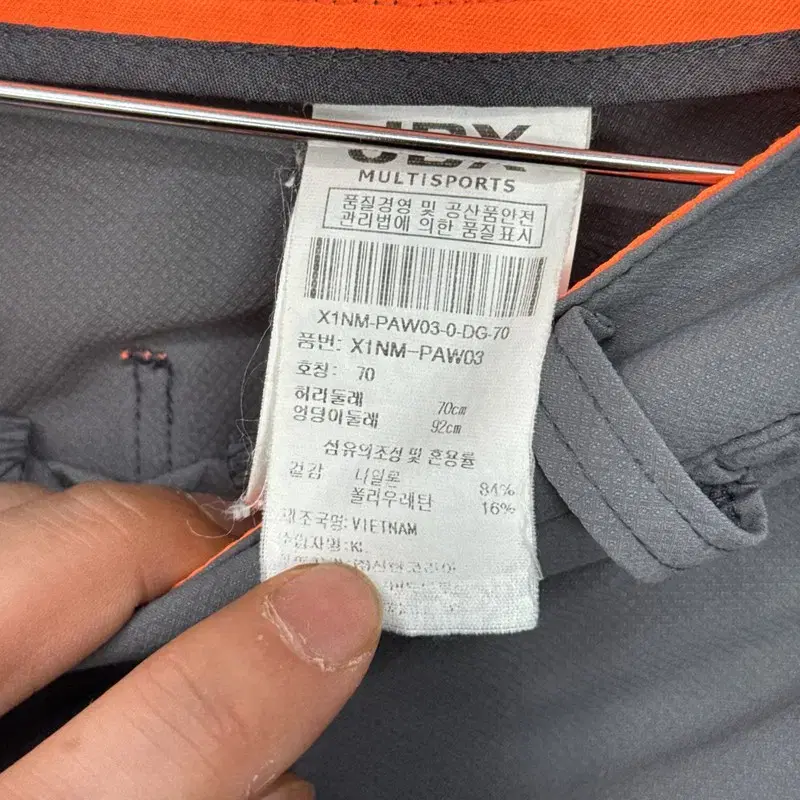 JDX
MULTISPORTS
품질경영 및 공산품안전
관리법에 의한 품질표시
X1NM-PAW03-0-DG-70
품번: X1NM-PAW03
호칭: 70
허리둘레 70cm
엉덩이둘레 92cm
섬유의조성 및 혼용률
겉감 나일론 84%
폴리우레탄 16%
제조국명:VIETNAM